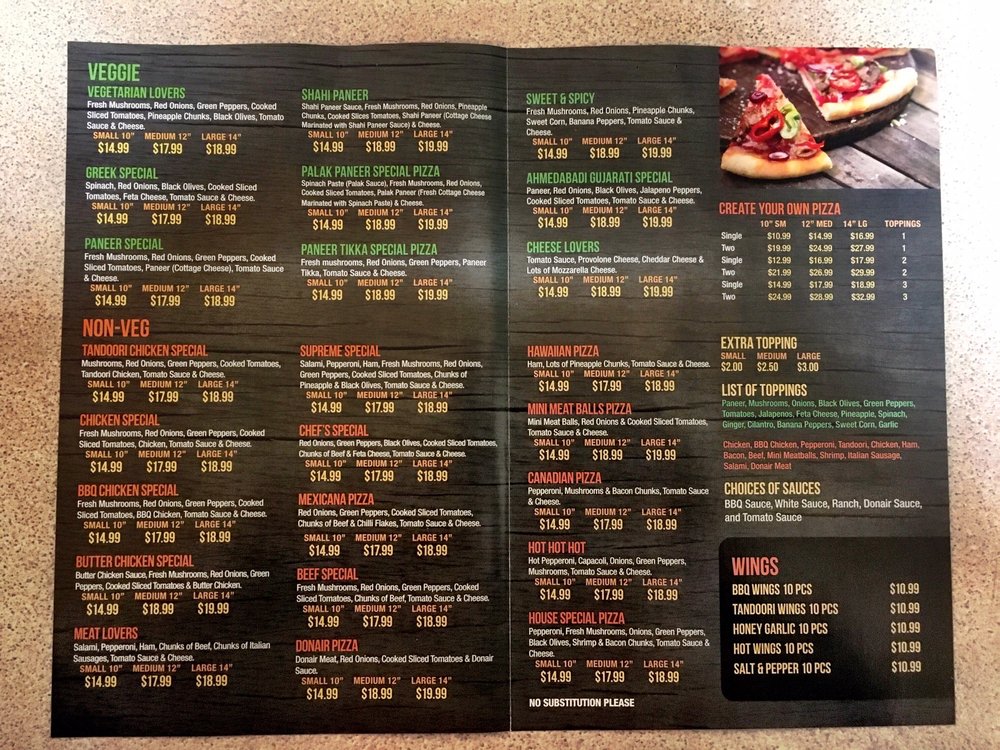 VEGGIE
VEGETARIAN LOVERS
Fresh Mushrooms, Red Onions, Green Peppers, Cooked
Sliced Tomatoes, Pineapple Chunks, Black Olives, Tomato
Sauce & Cheese.
SMALL 10" MEDIUM 12" LARGE 14"
$14.99 $17.99 $18.99
GREEK SPECIAL
Spinach, Red Onions, Black Olives, Cooked Sliced
Tomatoes, Feta Cheese, Tomato Sauce & Cheese.
SMALL 10" MEDIUM 12" LARGE 14"
$14.99 $17.99 $18.99
PANEER SPECIAL
Fresh Mushrooms, Red Onions, Green Peppers, Cooked
Sliced Tomatoes, Paneer (Cottage Cheese), Tomato Sauce
& Cheese.
SMALL 10" MEDIUM 12" LARGE 14"
$14.99 $17.99 $18.99
SHAHI PANEER
Shahi Paneer Sauce, Fresh Mushrooms, Red Onions, Pineapple
Chunks, Cooked Slices Tomatoes, Shahi Paneer (Cottage Cheese
Marinated with Shahi Paneer Sauce) & Cheese.
SMALL 10" MEDIUM 12" LARGE 14"
$14.99 $18.99 $19.99
PALAK PANEER SPECIAL PIZZA
Spinach Paste (Palak Sauce), Fresh Mushrooms, Red Onions,
Cooked Sliced Tomatoes, Palak Paneer (Fresh Cottage Cheese
Marinated with Spinach Paste) & Cheese.
SMALL 10" MEDIUM 12" LARGE 14"
$14.99 $18.99 $19.99
PANEER TIKKA SPECIAL PIZZA
Fresh mushrooms, Red Onions, Green Peppers, Paneer
Tikka, Tomato Sauce & Cheese.
SMALL 10" MEDIUM 12" LARGE 14"
$14.99 $18.99 $19.99
SWEET & SPICY
Fresh Mushrooms, Red Onions, Pineapple Chunks,
Sweet Corn, Banana Peppers, Tomato Sauce &
Cheese.
SMALL 10" MEDIUM 12" LARGE 14"
$14.99 $18.99 $19.99
AHMEDABADI GUJARATI SPECIAL
Paneer, Red Onions, Black Olives, Jalapeno Peppers,
Cooked Sliced Tomatoes, Tomato Sauce & Cheese.
SMALL 10" MEDIUM 12" LARGE 14"
$14.99 $18.99 $19.99
CHEESE LOVERS
Tomato Sauce, Provolone Cheese, Cheddar Cheese &
Lots of Mozzarella Cheese.
SMALL 10" MEDIUM 12" LARGE 14"
$14.99 $18.99 $19.99
NON-VEG
TANDOORI CHICKEN SPECIAL
Mushrooms, Red Onions, Green Peppers, Cooked Tomatoes,
Tandoori Chicken, Tomato Sauce & Cheese.
SMALL 10" MEDIUM 12" LARGE 14"
$14.99 $17.99 $18.99
CHICKEN SPECIAL
Fresh Mushrooms, Red Onions, Green Peppers, Cooked
Sliced Tomatoes, Chicken, Tomato Sauce & Cheese.
SMALL 10" MEDIUM 12" LARGE 14"
$14.99 $17.99 $18.99
BBQ CHICKEN SPECIAL
Fresh Mushrooms, Red Onions, Green Peppers, Cooked
Sliced Tomatoes, BBQ Chicken, Tomato Sauce & Cheese.
SMALL 10" MEDIUM 12" LARGE 14"
$14.99 $17.99 $18.99
BUTTER CHICKEN SPECIAL
Butter Chicken Sauce, Fresh Mushrooms, Red Onions, Green
Peppers, Cooked Sliced Tomatoes & Butter Chicken.
SMALL 10" MEDIUM 12" LARGE 14"
$14.99 $18.99 $19.99
MEAT LOVERS
Salami, Pepperoni, Ham, Chunks of Beef, Chunks of Italian
Sausages, Tomato Sauce & Cheese.
SMALL 10" MEDIUM 12" LARGE 14"
$14.99 $17.99 $18.99
SUPREME SPECIAL
Salami, Pepperoni, Ham, Fresh Mushrooms, Red Onions,
Green Peppers, Cooked Sliced Tomatoes, Chunks of
Pineapple & Black Olives, Tomato Sauce & Cheese.
SMALL 10" MEDIUM 12" LARGE 14"
$14.99 $17.99 $18.99
CHEF'S SPECIAL
Red Onions, Green Peppers, Black Olives, Cooked Sliced Tomatoes,
Chunks of Beef & Feta Cheese, Tomato Sauce & Cheese.
SMALL 10" MEDIUM 12" LARGE 14"
$14.99 $17.99 $18.99
MEXICANA PIZZA
Red Onions, Green Peppers, Cooked Sliced Tomatoes,
Chunks of Beef & Chilli Flakes, Tomato Sauce & Cheese.
SMALL 10" MEDIUM 12" LARGE 14"
$14.99 $17.99 $18.99
BEEF SPECIAL
Fresh Mushrooms, Red Onions, Green Peppers, Cooked
Sliced Tomatoes, Chunks of Beef, Tomato Sauce & Cheese.
SMALL 10" MEDIUM 12" LARGE 14"
$14.99 $17.99 $18.99
DONAIR PIZZA
Donair Meat, Red Onions, Cooked Sliced Tomatoes & Donair
Sauce.
SMALL 10" MEDIUM 12" LARGE 14"
$14.99 $18.99 $19.99
HAWAIIAN PIZZA
Ham, Lots of Pineapple Chunks, Tomato Sauce & Cheese.
SMALL 10" MEDIUM 12" LARGE 14"
$14.99 $17.99 $18.99
MINI MEAT BALLS PIZZA
Mini Meat Balls, Red Onions & Cooked Sliced Tomatoes,
Tomato Sauce & Cheese.
SMALL 10" MEDIUM 12" LARGE 14"
$14.99 $17.99 $18.99
CANADIAN PIZZA
Pepperoni, Mushrooms & Bacon Chunks, Tomato Sauce
& Cheese.
SMALL 10" MEDIUM 12" LARGE 14"
$14.99 $17.99 $18.99
HOT HOT HOT
Hot Pepperoni, Capacoli, Onions, Green Peppers,
Mushrooms, Tomato Sauce & Cheese.
SMALL 10" MEDIUM 12" LARGE 14"
$14.99 $17.99 $18.99
HOUSE SPECIAL PIZZA
Pepperoni, Fresh Mushrooms, Onions, Green Peppers,
Black Olives, Shrimp & Bacon Chunks, Tomato Sauce &
Cheese.
SMALL 10" MEDIUM 12" LARGE 14"
$14.99 $17.99 $18.99
NO SUBSTITUTION PLEASE
CREATE YOUR OWN PIZZA
10" SM 12" MED 14" LG TOPPINGS
Single $10.99 $14.99 $16.99 1
Two $19.99 $24.99 $27.99 1
Single $12.99 $16.99 $17.99 2
Two $21.99 $26.99 $29.99 2
Single $14.99 $17.99 $18.99 3
Two $24.99 $28.99 $32.99 3
EXTRA TOPPING
SMALL MEDIUM LARGE
$2.00 $2.50 $3.00
LIST OF TOPPINGS
Paneer, Mushrooms, Onions, Black Olives, Green Peppers,
Tomatoes, Jalapenos, Feta Cheese, Pineapple, Spinach,
Ginger, Cilantro, Banana Peppers, Sweet Corn, Garlic
Chicken, BBQ Chicken, Pepperoni, Tandoori, Chicken, Ham,
Bacon, Beef, Mini Meatballs, Shrimp, Italian Sausage,
Salami, Donair Meat
CHOICES OF SAUCES
BBQ Sauce, White Sauce, Ranch, Donair Sauce,
and Tomato Sauce
WINGS
BBQ WINGS 10 PCS $10.99
TANDOORI WINGS 10 PCS $10.99
HONEY GARLIC 10 PCS $10.99
HOT WINGS 10 PCS $10.99
SALT & PEPPER 10 PCS $10.99